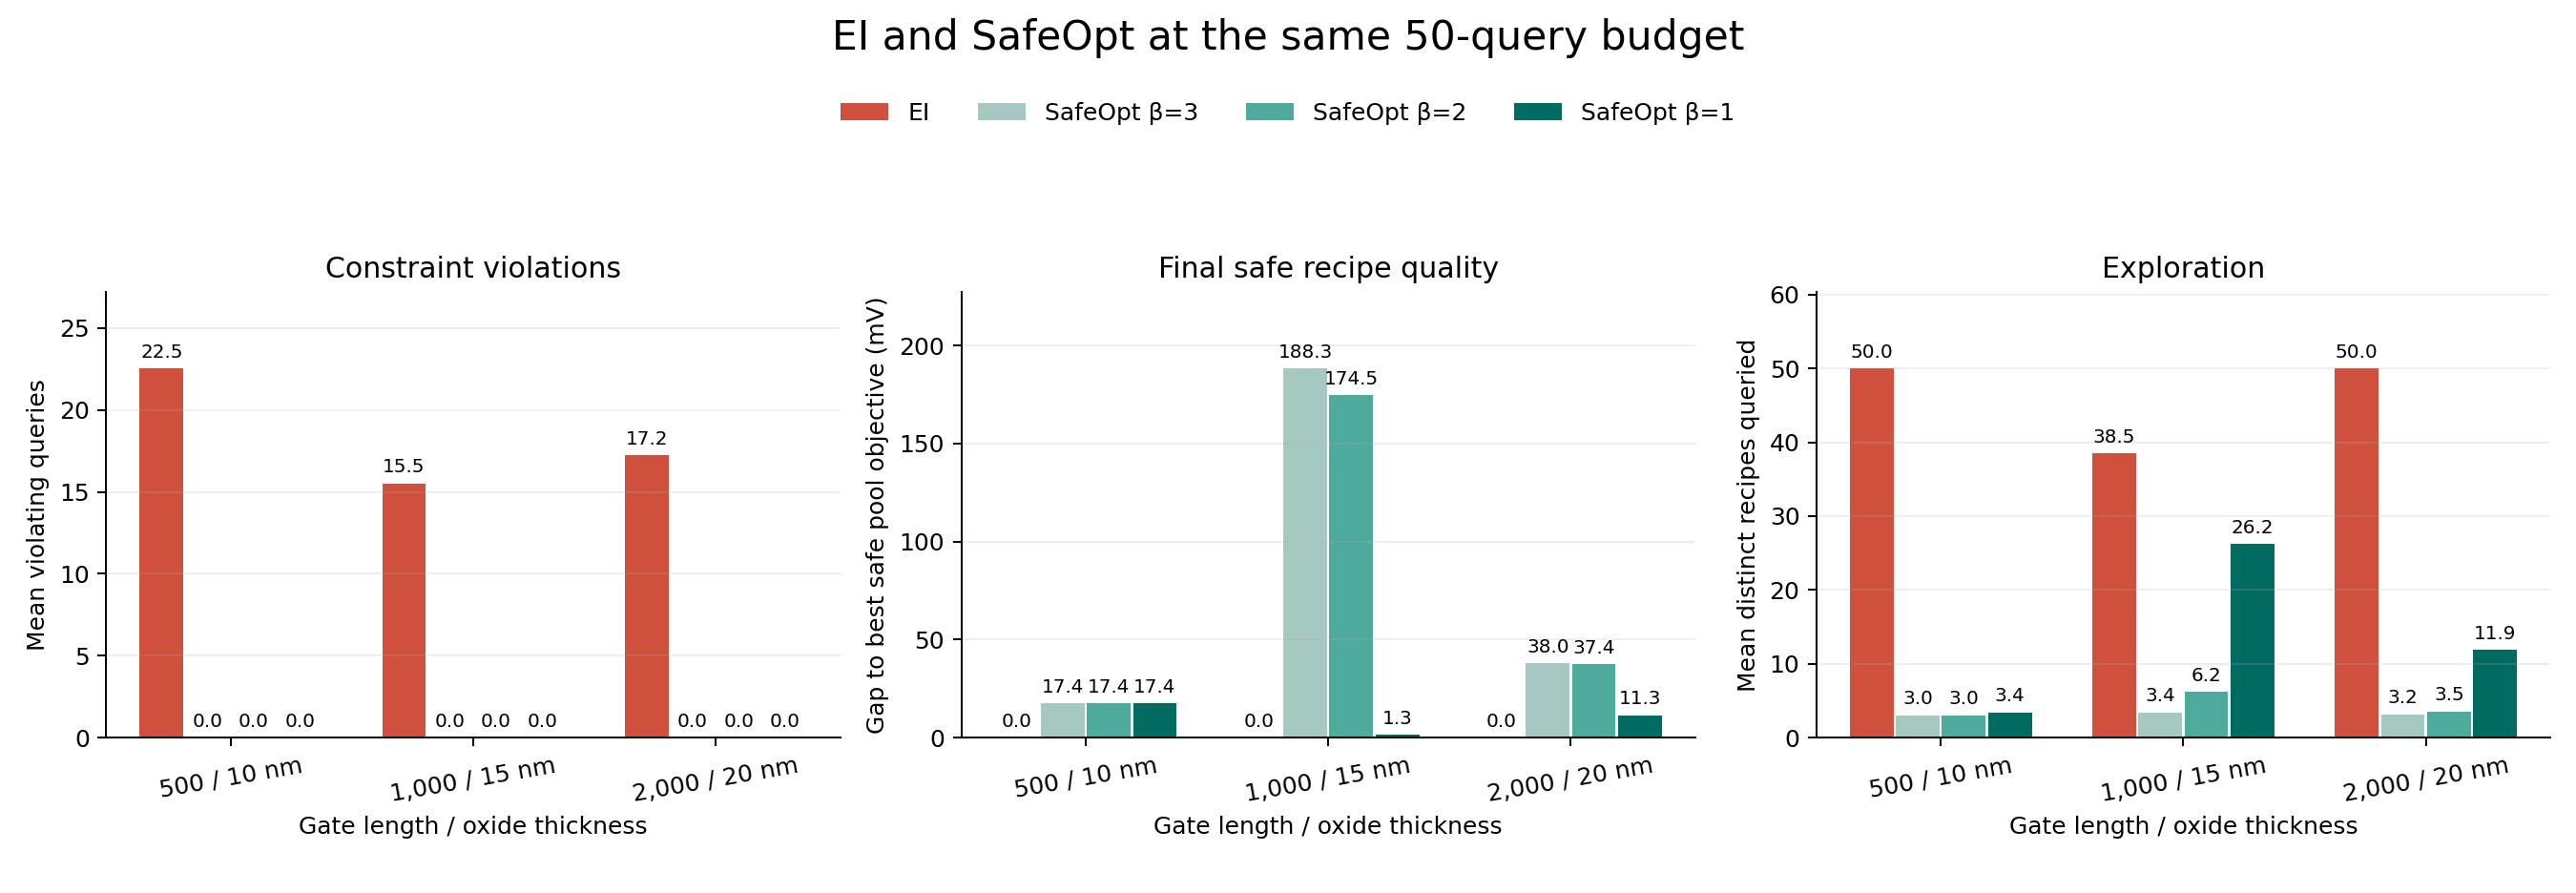 EI and SafeOpt at the same 50-query budget
EI
SafeOpt β=3
SafeOpt β=2
SafeOpt β=1
Constraint violations
Mean violating queries
25
20
15
10
5
0
22.5
0.0
0.0
0.0
15.5
0.0
0.0
0.0
17.2
0.0
0.0
0.0
500 / 10 nm
1,000 / 15 nm
2,000 / 20 nm
Gate length / oxide thickness
Final safe recipe quality
Gap to best safe pool objective (mV)
200
150
100
50
0
0.0
17.4
17.4
17.4
0.0
188.3
174.5
1.3
0.0
38.0
37.4
11.3
500 / 10 nm
1,000 / 15 nm
2,000 / 20 nm
Gate length / oxide thickness
Exploration
Mean distinct recipes queried
60
50
40
30
20
10
0
50.0
3.0
3.0
3.4
38.5
3.4
6.2
26.2
50.0
3.2
3.5
11.9
500 / 10 nm
1,000 / 15 nm
2,000 / 20 nm
Gate length / oxide thickness